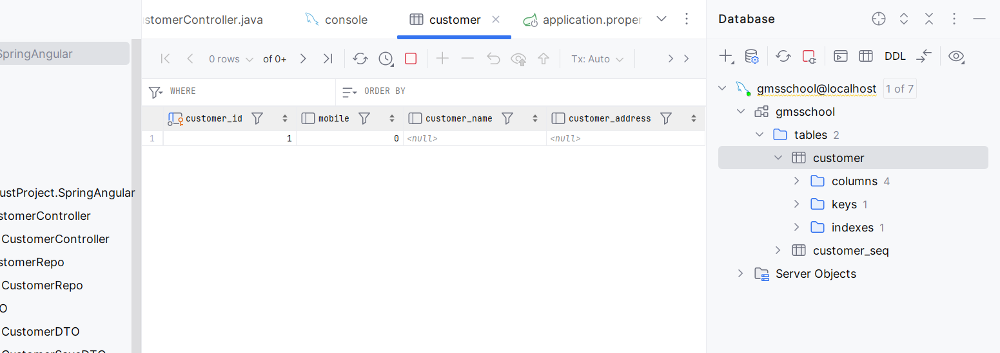 stomerController.java
console
customer
application.proper
0 rows
of 0+
Tx: Auto
WHERE
ORDER BY
customer_id
mobile
customer_name
customer_address
1
1
0
<null>
<null>
SpringAngular
ustProject.SpringAngular
stomerController
CustomerController
stomerRepo
CustomerRepo
O
CustomerDTO
CustomerSaveDTO
Database
DDL
gmsschool@localhost 1 of 7
gmsschool
tables 2
customer
columns 4
keys 1
indexes 1
customer_seq
Server Objects